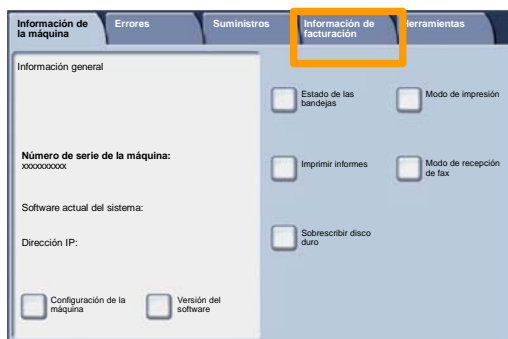 Información de
la máquina
Errores
Suministros
Información de
facturación
Herramientas
Información general
Número de serie de la máquina:
xxxxxxxxx
Software actual del sistema:
Dirección IP:
Configuración de la
máquina
Versión del
software
Estado de las
bandejas
Modo de impresión
Imprimir informes
Modo de recepción
de fax
Sobrescribir disco
duro